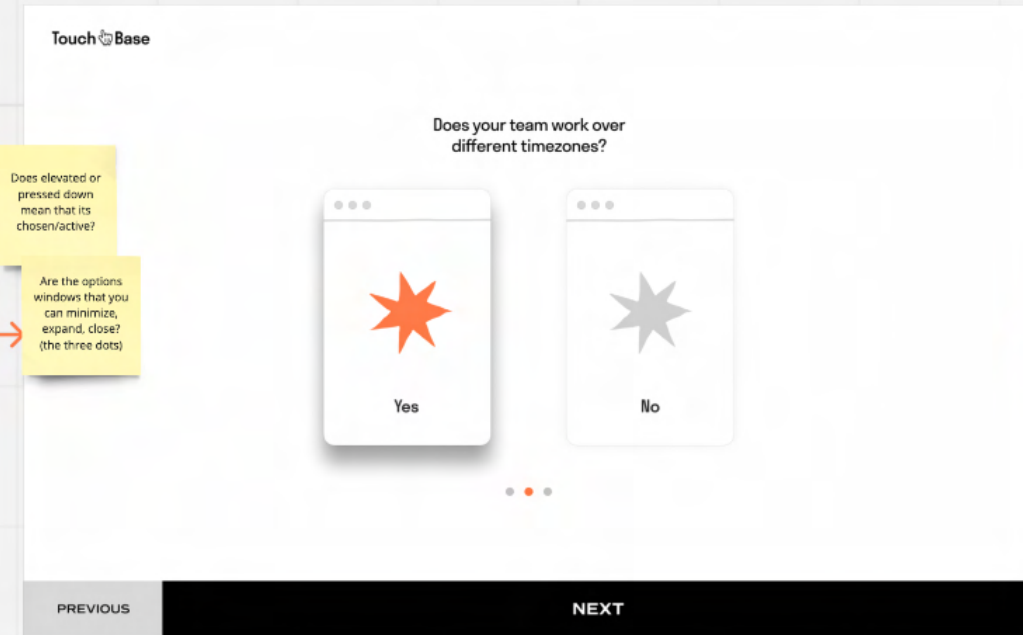 Touch Base
Does your team work over
different timezones?
Does elevated or
pressed down
mean that its
chosen/active?
Are the options
windows that you
can minimize,
expand, close?
(the three dots)
Yes
No
PREVIOUS
NEXT